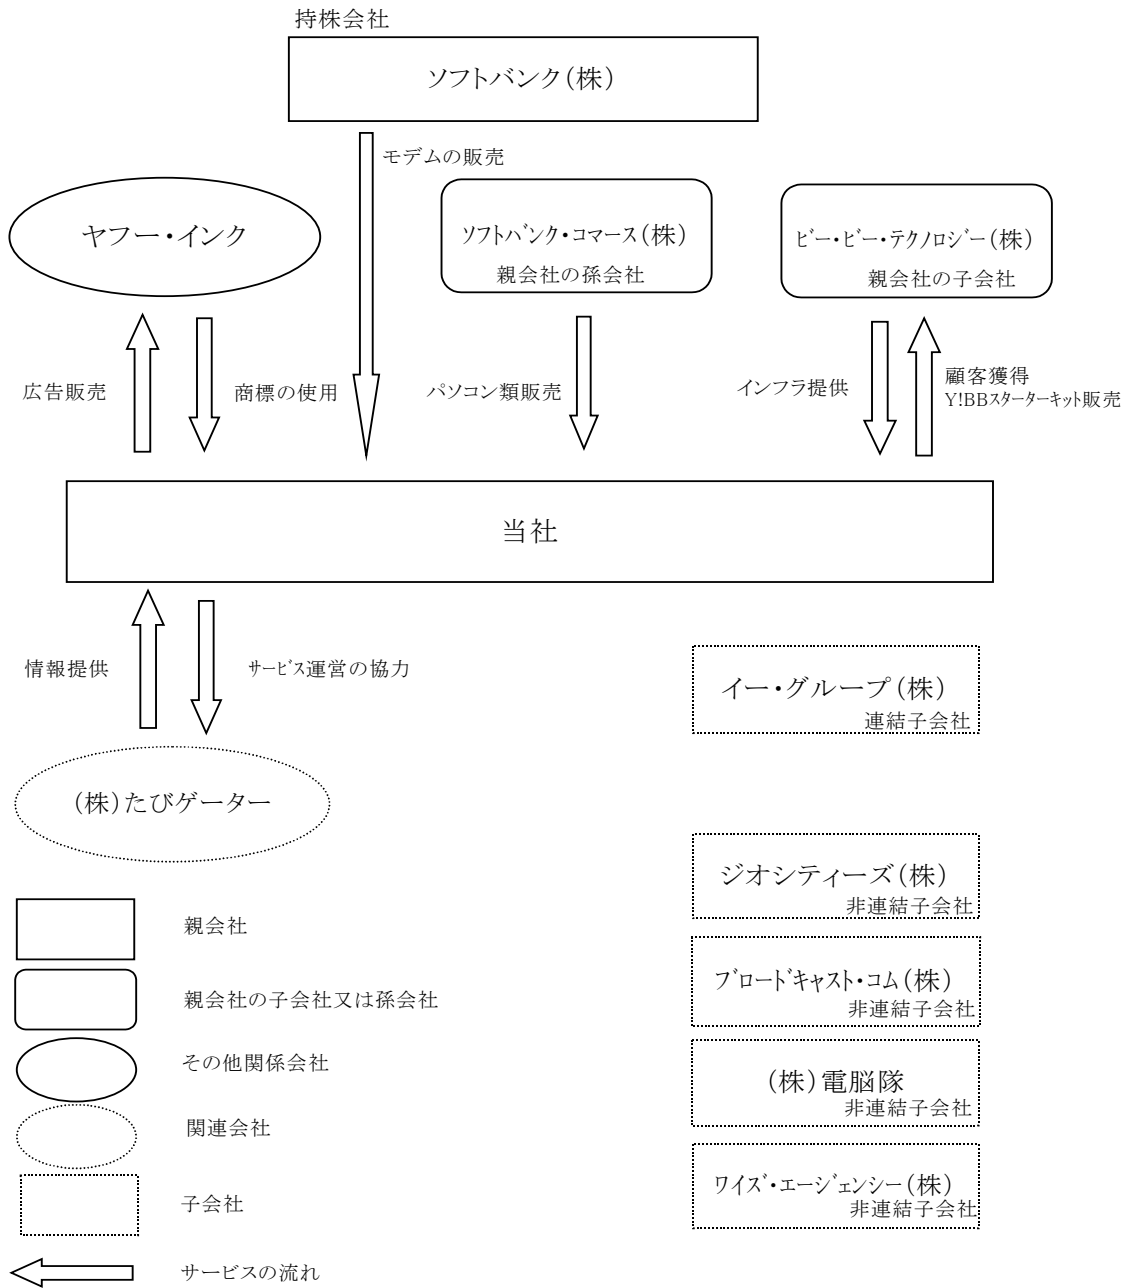 持株会社
ソフトバンク(株)
モデムの販売
ヤフー・インク
ソフトバンク・コマース(株)
親会社の孫会社
ビー・ビー・テクノロジー(株)
親会社の子会社
広告販売
商標の使用
パソコン類販売
インフラ提供
顧客獲得
Y!BBスターターキット販売
当社
情報提供
サービス運営の協力
イー・グループ(株)
連結子会社
(株)たびゲーター
ジオシティーズ(株)
非連結子会社
ブロードキャスト・コム(株)
非連結子会社
(株)電脳隊
非連結子会社
ワイズ・エージェンシー(株)
非連結子会社
親会社
親会社の子会社又は孫会社
その他関係会社
関連会社
子会社
サービスの流れ